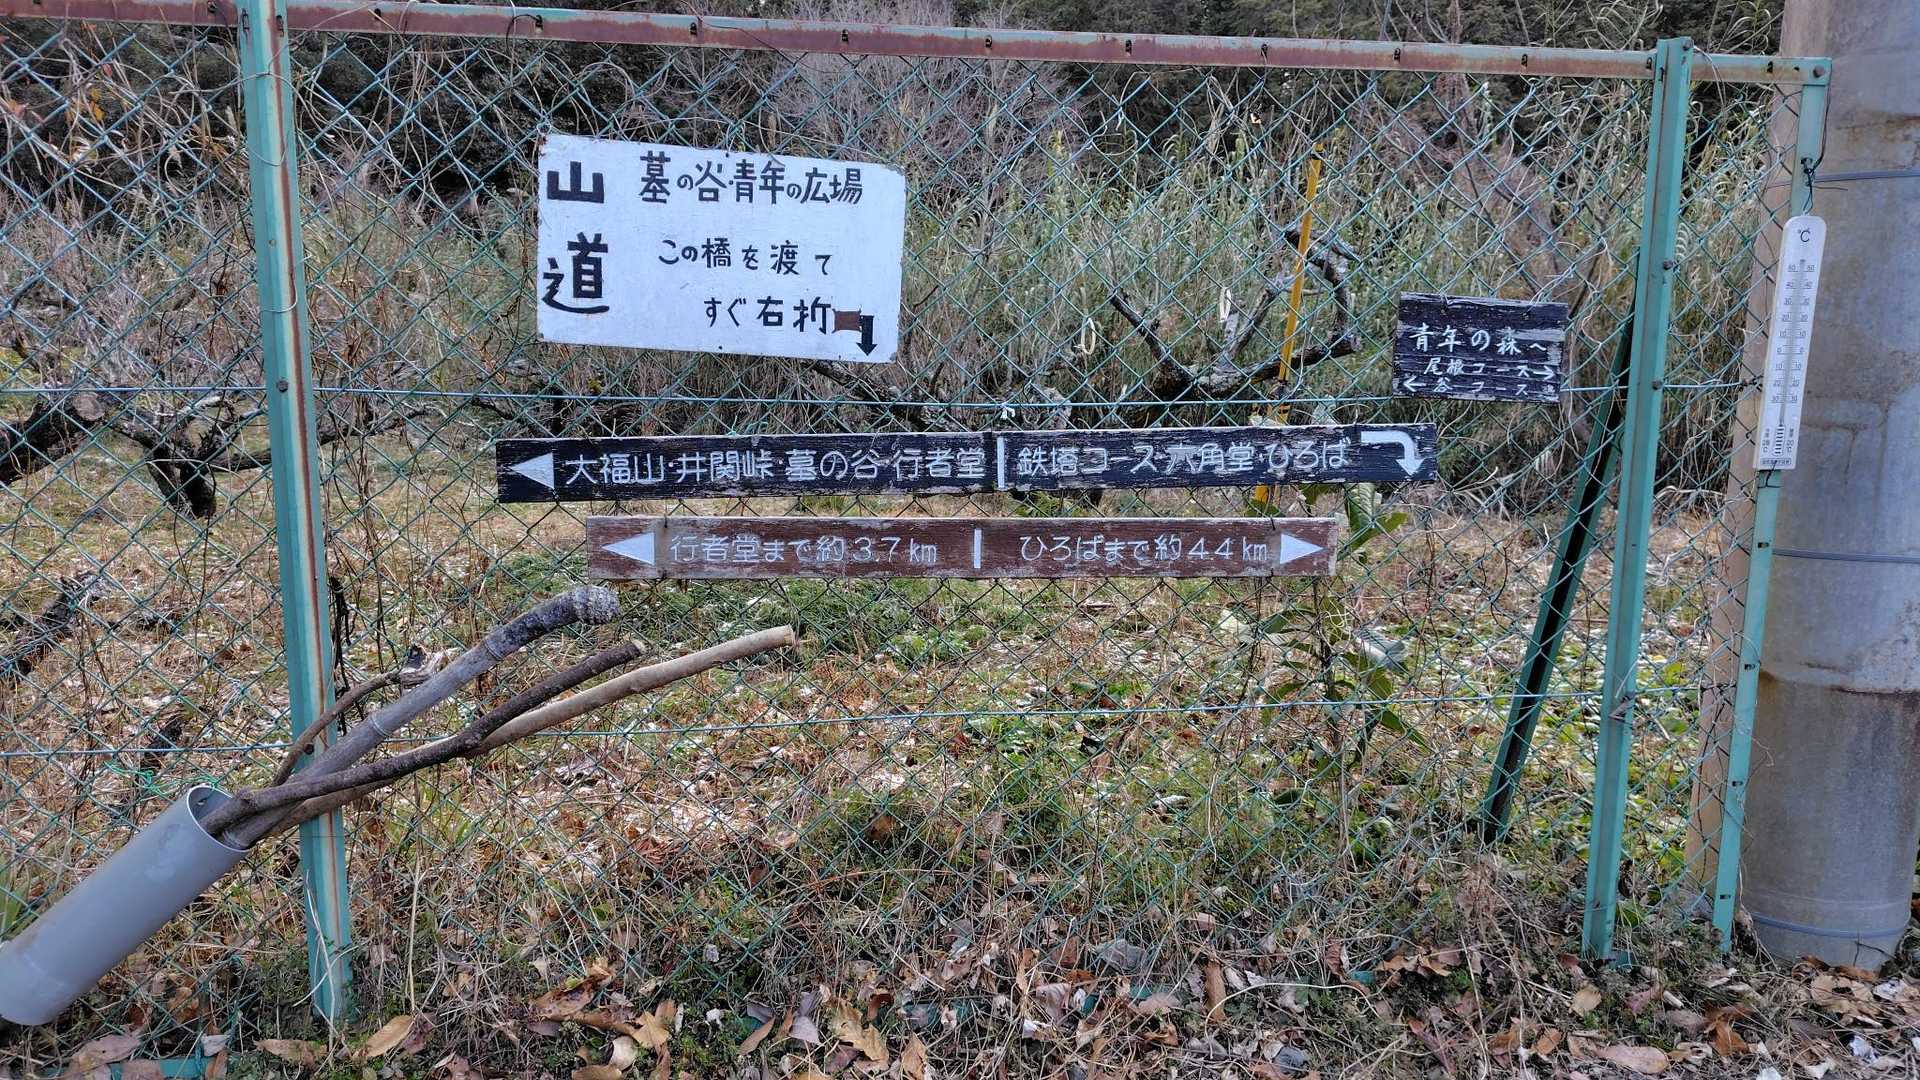 山道
墓の谷・青年の広場
この橋を渡て
すぐ右折
青年の森へ
尾根コース→
←谷コース
大福山・井関峠・墓の谷・行者堂 | 鉄塔コース・六角堂・ひろば
行者堂まで約3.7km | ひろばまで約4.4km
℃